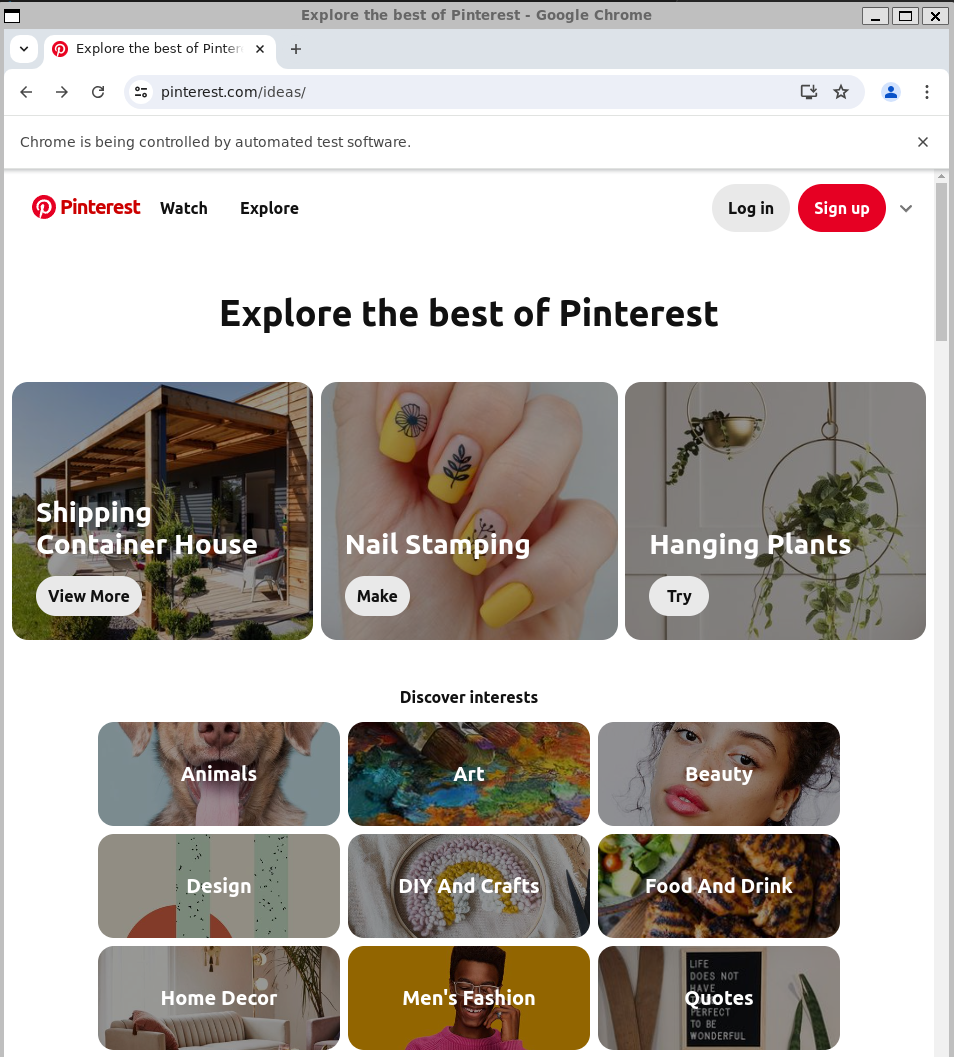 Explore the best of Pinterest - Google Chrome
Explore the best of Pinter
pinterest.com/ideas/
Chrome is being controlled by automated test software.
Pinterest
Watch
Explore
Log in
Sign up
Explore the best of Pinterest
Shipping
Container House
View More
Nail Stamping
Make
Hanging Plants
Try
Discover interests
Animals
Art
Beauty
Design
DIY And Crafts
Food And Drink
Home Decor
Men's Fashion
Quotes
LIFE
DOES NOT
HAVE
PERFECT
TO BE
WONDERFUL